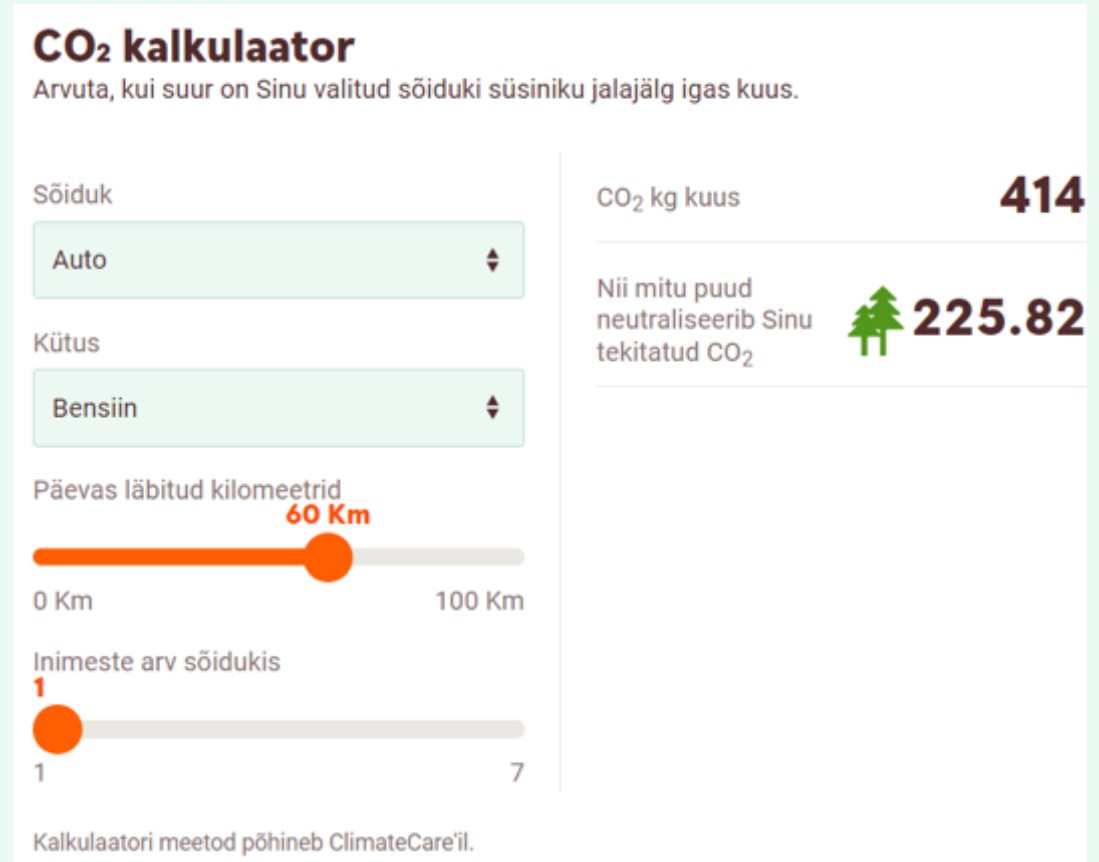 CO₂ kalkulaator
Arvuta, kui suur on Sinu valitud sõiduki süsiniku jalajälg igas kuus.
Sõiduk
Auto
Kütus
Bensiin
Päevas läbitud kilomeetrid
60 Km
0 Km 100 Km
Inimeste arv sõidukis
1
1 7
Kalkulaatori meetod põhineb ClimateCare'il.
CO₂ kg kuus 414
Nii mitu puud
neutraliseerib Sinu 225.82
tekitatud CO₂